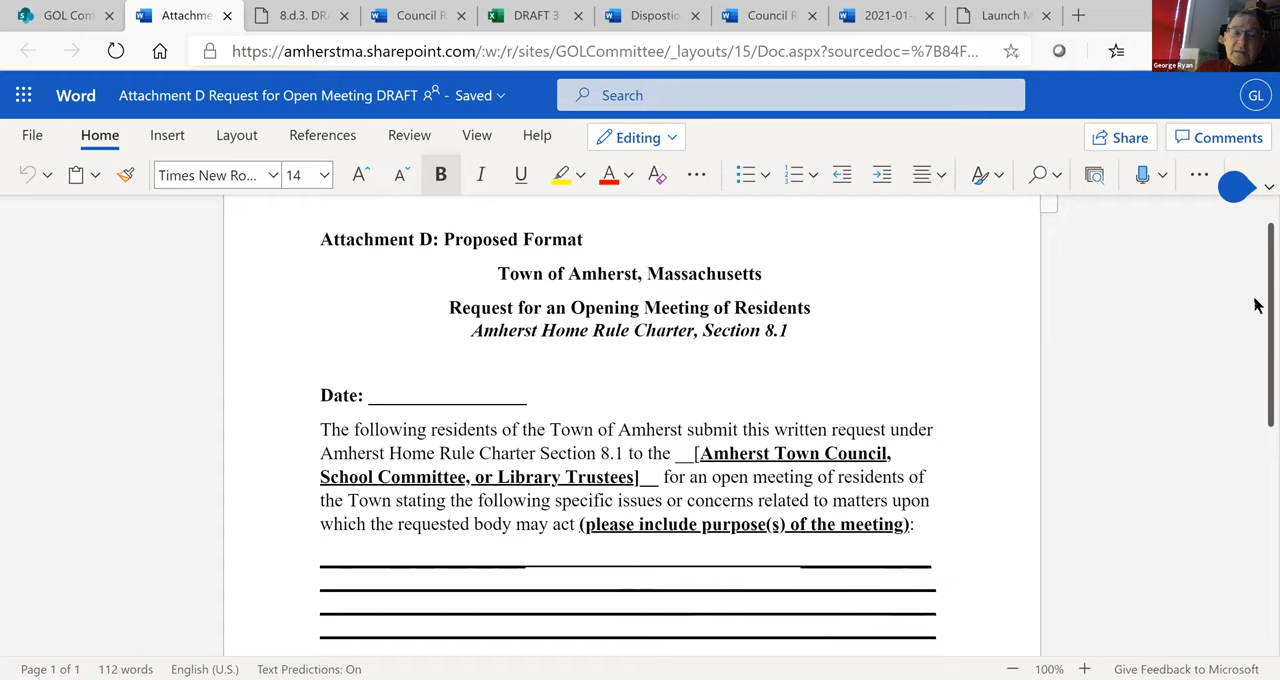 GOL Com
Attachme
8.d.3. DRA
Council R
DRAFT 3
Dispostio
Council R
2021-01-
Launch M
https://amherstma.sharepoint.com/:w:/r/sites/GOLCommittee/_layouts/15/Doc.aspx?sourcedoc=%7B84F...
George Ryan
Word
Attachment D Request for Open Meeting DRAFT - Saved
Search
GL
File Home Insert Layout References Review View Help Editing Share Comments
Times New Ro... 14 B I U
Attachment D: Proposed Format
Town of Amherst, Massachusetts
Request for an Opening Meeting of Residents
Amherst Home Rule Charter, Section 8.1
Date: ________________
The following residents of the Town of Amherst submit this written request under
Amherst Home Rule Charter Section 8.1 to the __[Amherst Town Council,
School Committee, or Library Trustees]__ for an open meeting of residents of
the Town stating the following specific issues or concerns related to matters upon
which the requested body may act (please include purpose(s) of the meeting):
Page 1 of 1 112 words English (U.S.) Text Predictions: On 100% Give Feedback to Microsoft